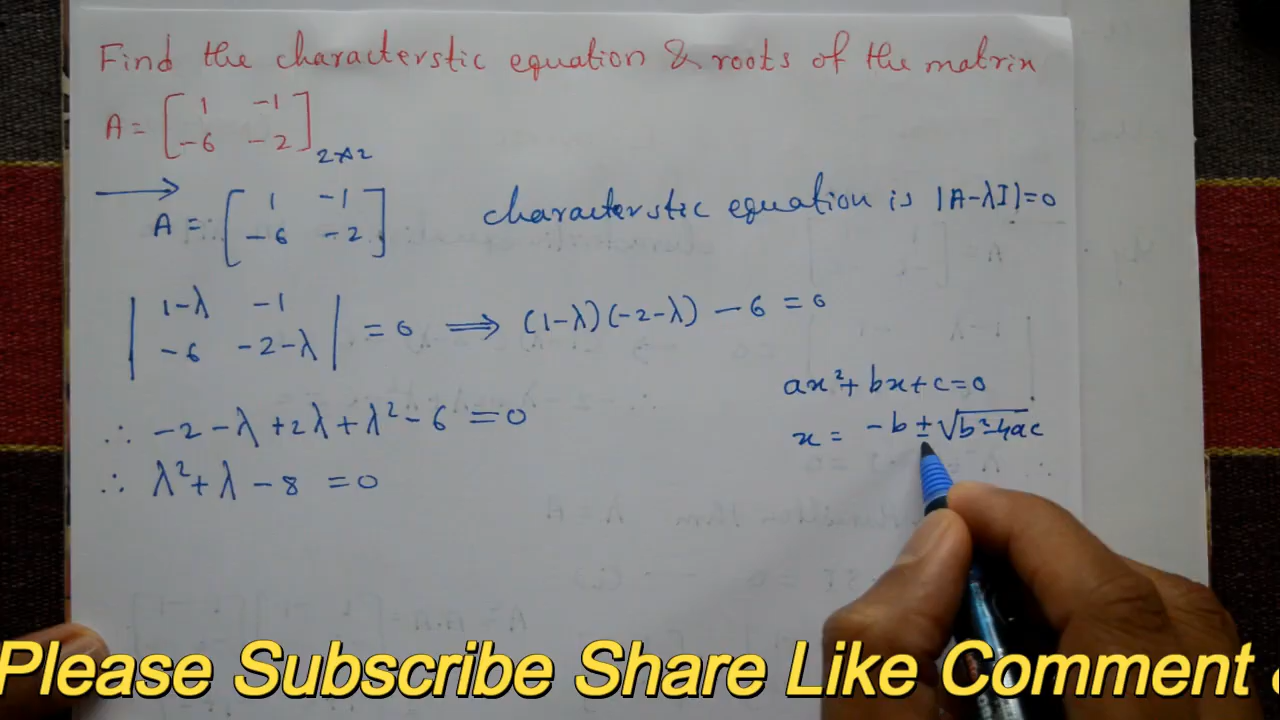 Find the characterstic equation & roots of the matrix
A = [ 1 -1
-6 -2 ] 2×2
→ A = [ 1 -1
-6 -2 ] characterstic equation is |A-λI|=0
| 1-λ -1
-6 -2-λ | = 0 ⟹ (1-λ)(-2-λ) - 6 = 0
∴ -2 -λ +2λ + λ² - 6 = 0
∴ λ² + λ - 8 = 0
ax² + bx + c = 0
x = -b ± √b²-4ac
Please Subscribe Share Like Comment